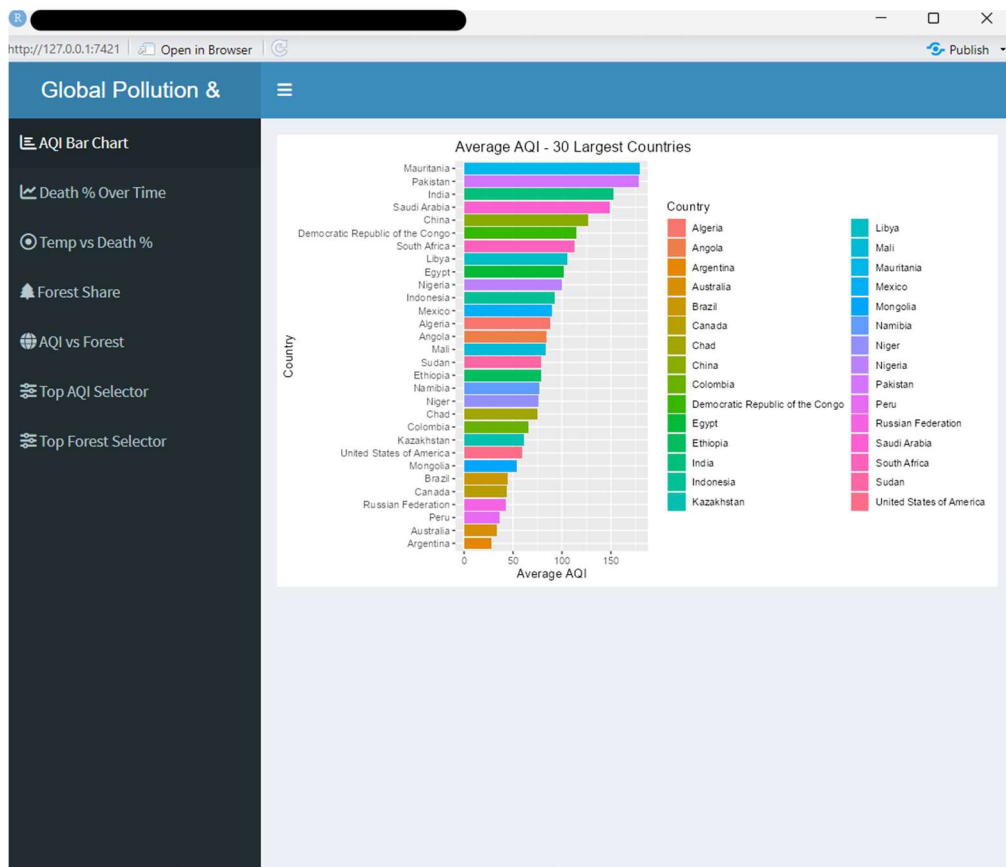 R
http://127.0.0.1:7421 Open in Browser Publish
Global Pollution &
AQI Bar Chart
Death % Over Time
Temp vs Death %
Forest Share
AQI vs Forest
Top AQI Selector
Top Forest Selector
Average AQI - 30 Largest Countries
Country
Mauritania
Pakistan
India
Saudi Arabia
China
Democratic Republic of the Congo
South Africa
Libya
Egypt
Nigeria
Indonesia
Mexico
Algeria
Angola
Mali
Sudan
Ethiopia
Namibia
Niger
Chad
Colombia
Kazakhstan
United States of America
Mongolia
Brazil
Canada
Russian Federation
Peru
Australia
Argentina
0 50 100 150
Average AQI
Country
Algeria
Angola
Argentina
Australia
Brazil
Canada
Chad
China
Colombia
Democratic Republic of the Congo
Egypt
Ethiopia
India
Indonesia
Kazakhstan
Libya
Mali
Mauritania
Mexico
Mongolia
Namibia
Niger
Nigeria
Pakistan
Peru
Russian Federation
Saudi Arabia
South Africa
Sudan
United States of America